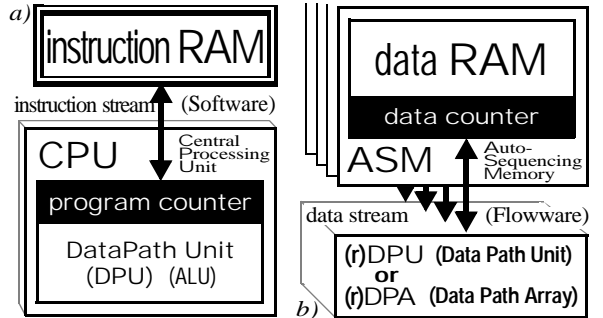 a)
instruction RAM
instruction stream (Software)
CPU
Central
Processing
Unit
program counter
DataPath Unit
(DPU) (ALU)
data RAM
data counter
ASM
Auto-
Sequencing
Memory
data stream (Flowware)
(r)DPU (Data Path Unit)
or
(r)DPA (Data Path Array)
b)